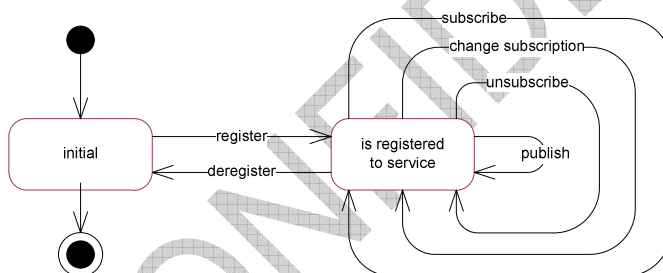 subscribe
change subscription
unsubscribe
register
initial
is registered
to service
publish
deregister